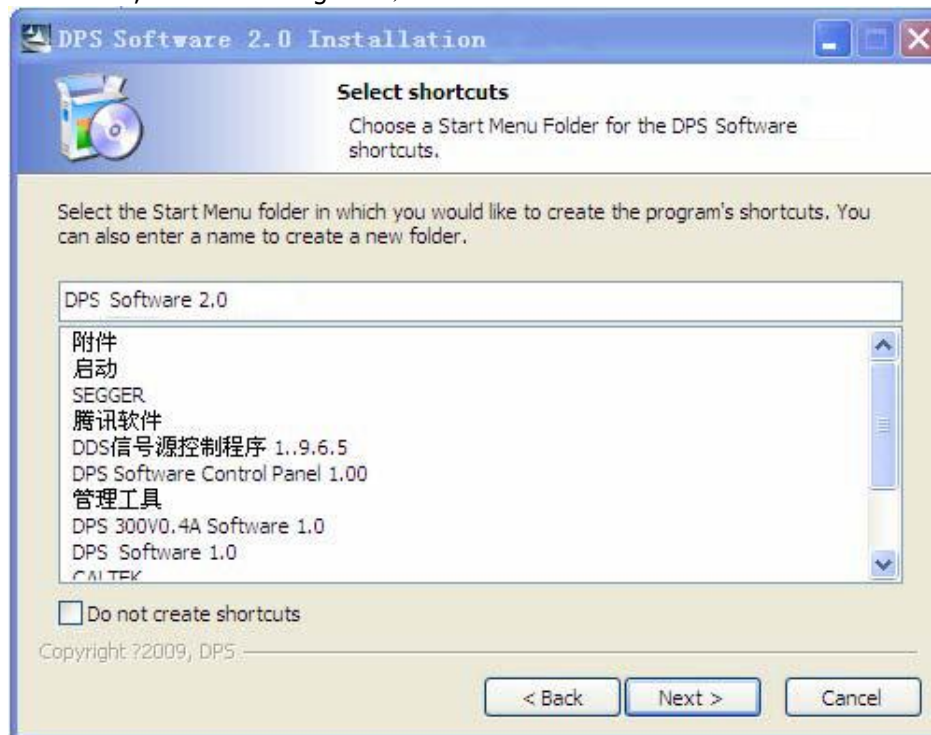 DPS Software 2.0 Installation
Select shortcuts
Choose a Start Menu Folder for the DPS Software
shortcuts.
Select the Start Menu folder in which you would like to create the program's shortcuts. You
can also enter a name to create a new folder.
DPS Software 2.0
附件
启动
SEGGER
腾讯软件
DDS信号源控制程序 1..9.6.5
DPS Software Control Panel 1.00
管理工具
DPS 300V0.4A Software 1.0
DPS Software 1.0
CALTEK
Do not create shortcuts
Copyright ?2009, DPS
< Back
Next >
Cancel